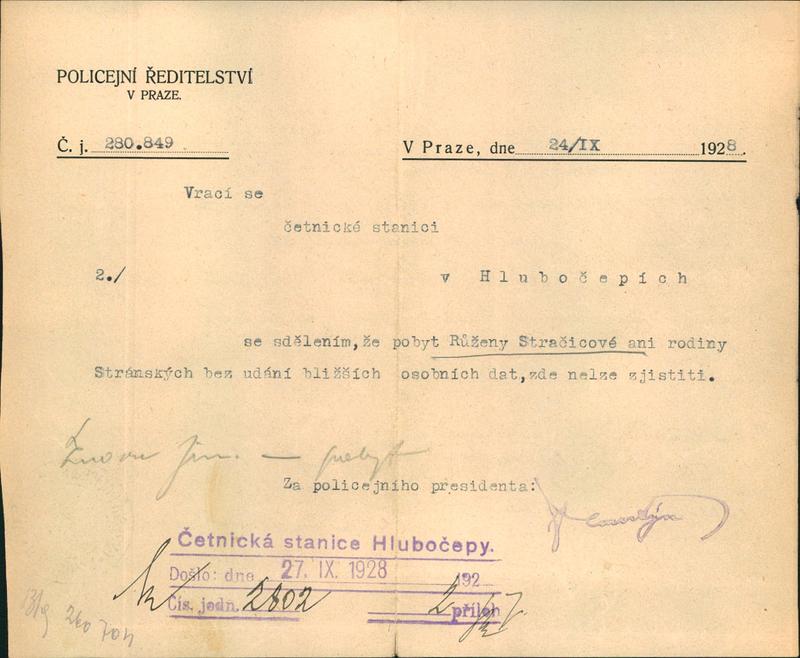 POLICEJNÍ ŘEDITELSTVÍ
V PRAZE.
Č. j. 280.849
V Praze, dne 24/IX 1928.
Vrací se
četnické stanici
2./ v Hlubočepích
se sdělením,že pobyt Růženy Stračicové ani rodiny
Stránských bez udání bližších osobních dat,zde nelze zjistiti.
Za policejního presidenta:
Četnická stanice Hlubočepy.
Došlo: dne 27. IX. 1928 192
Čís. jedn. 2802 2 příloh